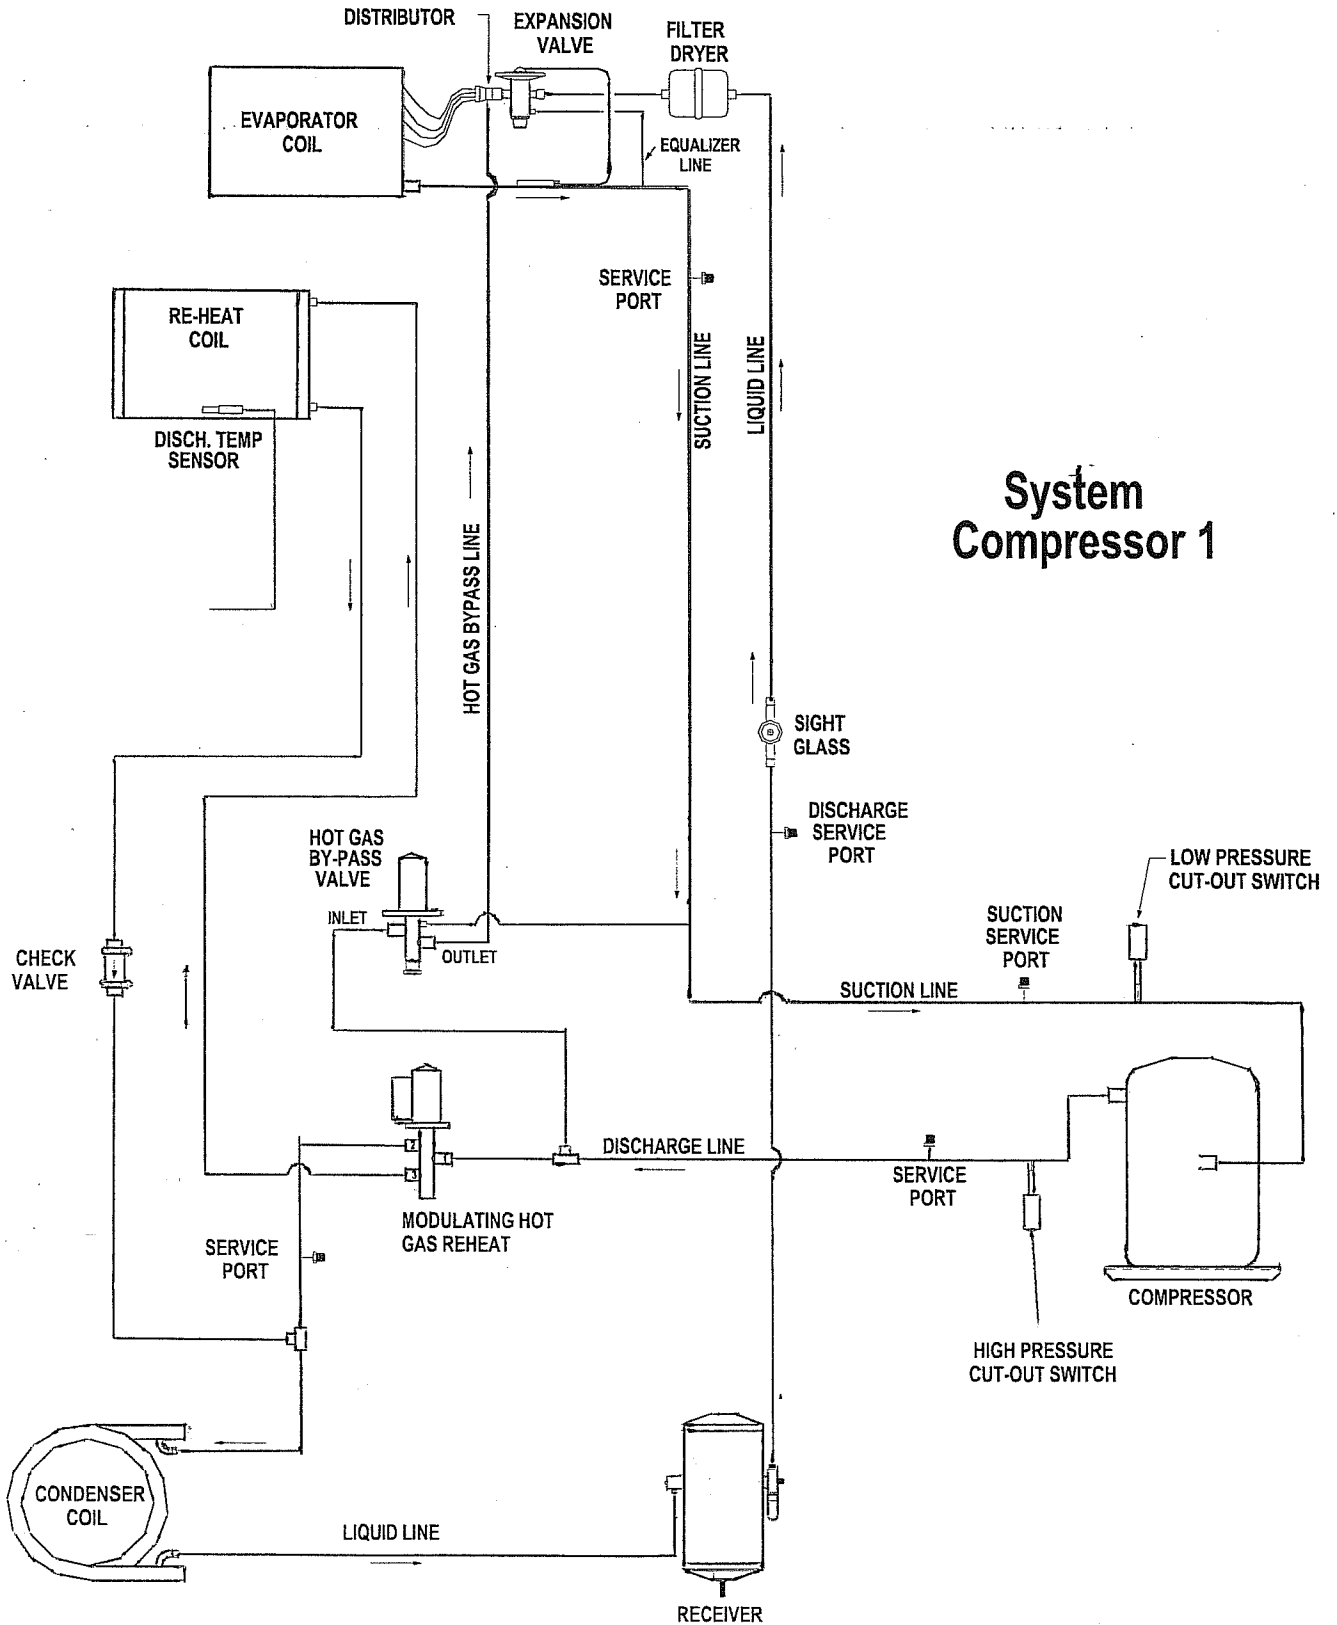 DISTRIBUTOR
EXPANSION
VALVE
FILTER
DRYER
EVAPORATOR
COIL
EQUALIZER
LINE
SERVICE
PORT
RE-HEAT
COIL
SUCTION LINE
LIQUID LINE
DISCH. TEMP
SENSOR
System
Compressor 1
HOT GAS BYPASS LINE
SIGHT
GLASS
DISCHARGE
SERVICE
PORT
HOT GAS
BY-PASS
VALVE
LOW PRESSURE
CUT-OUT SWITCH
INLET
OUTLET
SUCTION
SERVICE
PORT
CHECK
VALVE
SUCTION LINE
2
3
DISCHARGE LINE
SERVICE
PORT
MODULATING HOT
GAS REHEAT
SERVICE
PORT
COMPRESSOR
HIGH PRESSURE
CUT-OUT SWITCH
CONDENSER
COIL
LIQUID LINE
RECEIVER